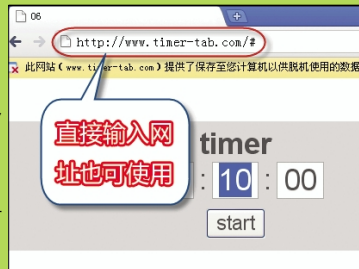 06
http://www.timer-tab.com/#
此网站(www.timer-tab.com)提供了保存至您计算机以供脱机使用的数据
直接输入网
址也可使用
timer
: 10 : 00
start